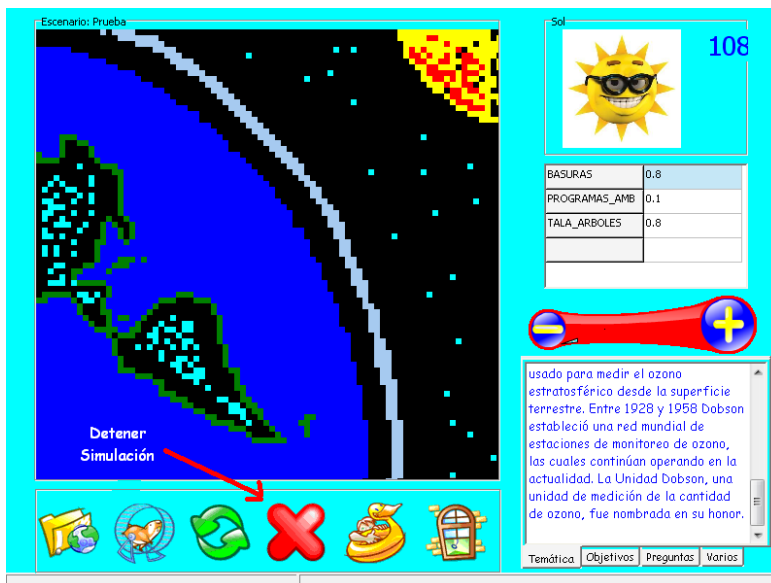 Escenario: Prueba
Detener
Simulación
Sol
108
BASURAS 0.8
PROGRAMAS_AMB 0.1
TALA_ARBOLES 0.8
usado para medir el ozono
estratosférico desde la superficie
terrestre. Entre 1928 y 1958 Dobson
estableció una red mundial de
estaciones de monitoreo de ozono,
las cuales continúan operando en la
actualidad. La Unidad Dobson, una
unidad de medición de la cantidad
de ozono, fue nombrada en su honor.
Temática Objetivos Preguntas Varios